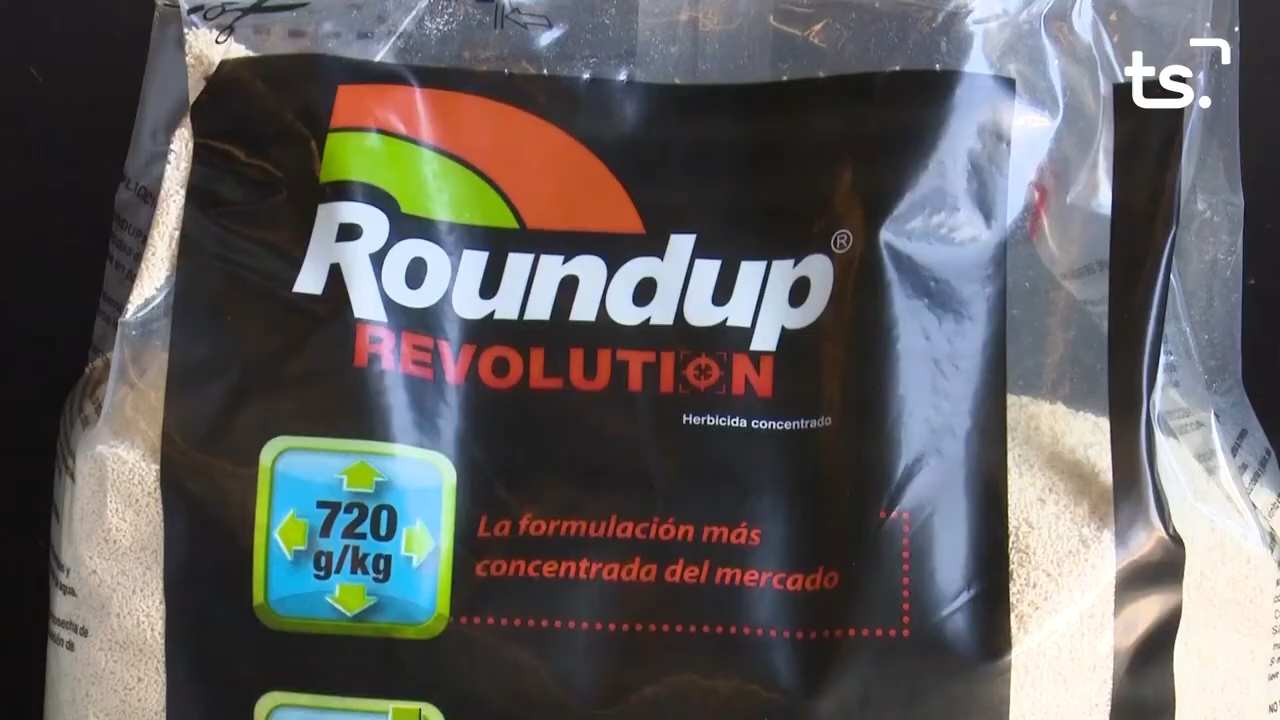 ts.
Roundup®
REVOLUTION
Herbicida concentrado
720
g/kg
La formulación más
concentrada del mercado